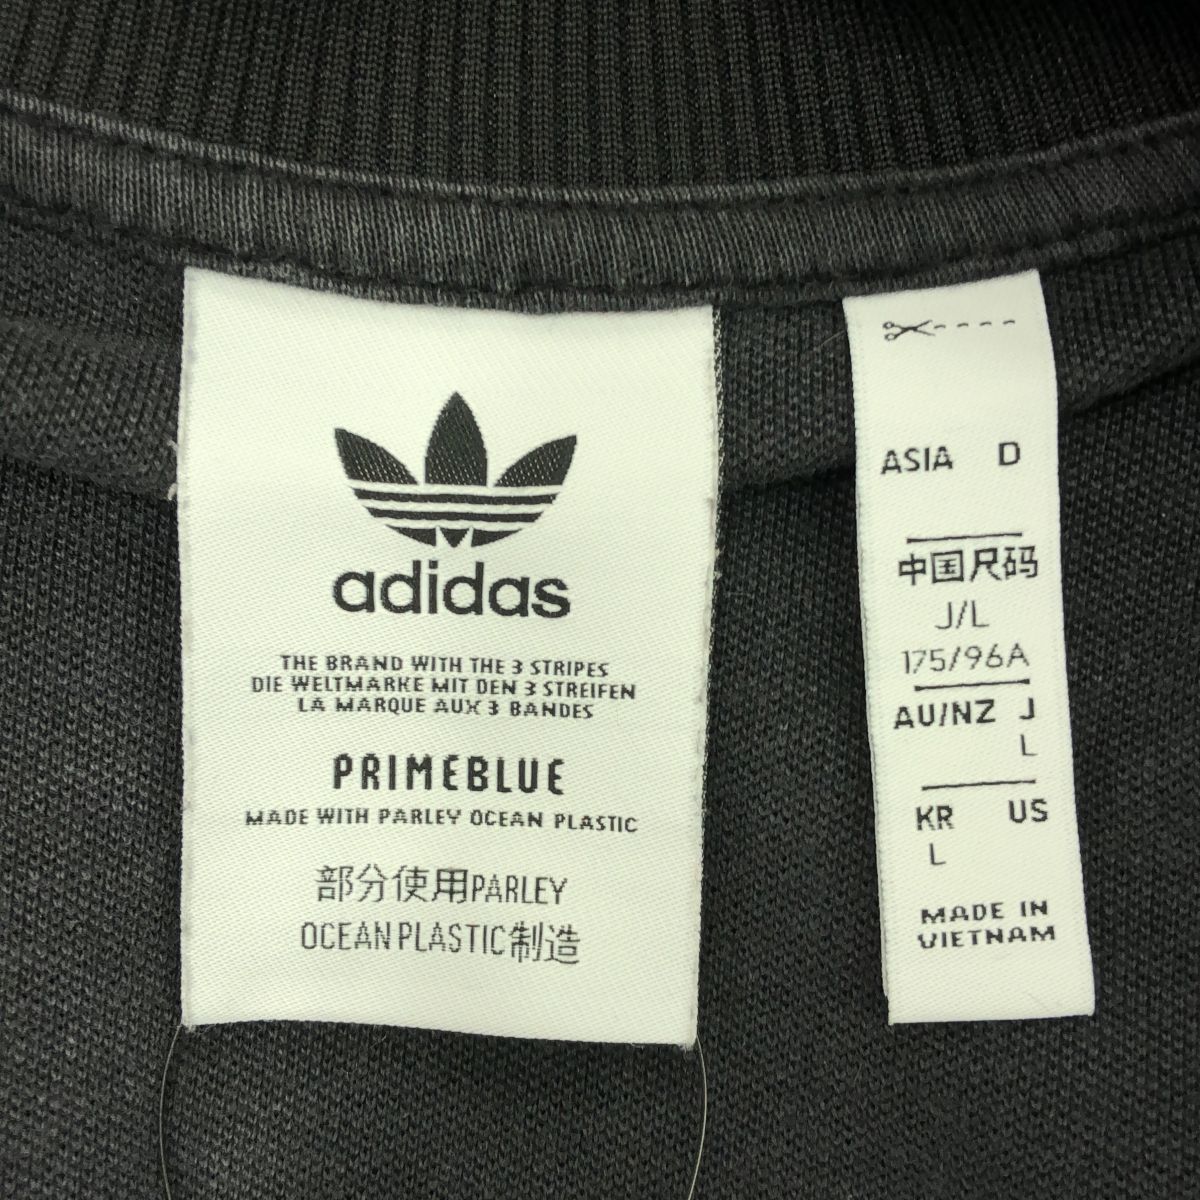 adidas
THE BRAND WITH THE 3 STRIPES
DIE WELTMARKE MIT DEN 3 STREIFEN
LA MARQUE AUX 3 BANDES
PRIMEBLUE
MADE WITH PARLEY OCEAN PLASTIC
部分使用PARLEY
OCEAN PLASTIC制造
ASIA D
中国尺码
J/L
175/96A
AU/NZ J
L
KR US
L
MADE IN
VIETNAM